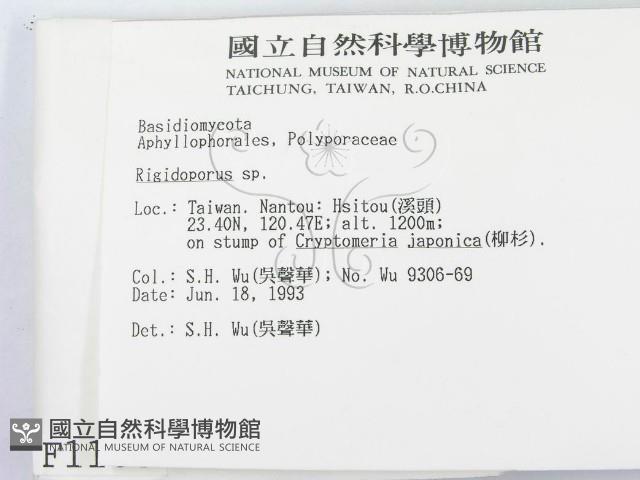 國立自然科學博物館
NATIONAL MUSEUM OF NATURAL SCIENCE
TAICHUNG, TAIWAN, R.O.CHINA
Basidiomycota
Aphyllophorales, Polyporaceae
Rigidoporus sp.
Loc.: Taiwan. Nantou: Hsitou(溪頭)
23.40N, 120.47E; alt. 1200m;
on stump of Cryptomeria japonica(柳杉).
Col.: S.H. Wu(吳聲華); No. Wu 9306-69
Date: Jun. 18, 1993
Det.: S.H. Wu(吳聲華)
國立自然科學博物館
NATIONAL MUSEUM OF NATURAL SCIENCE